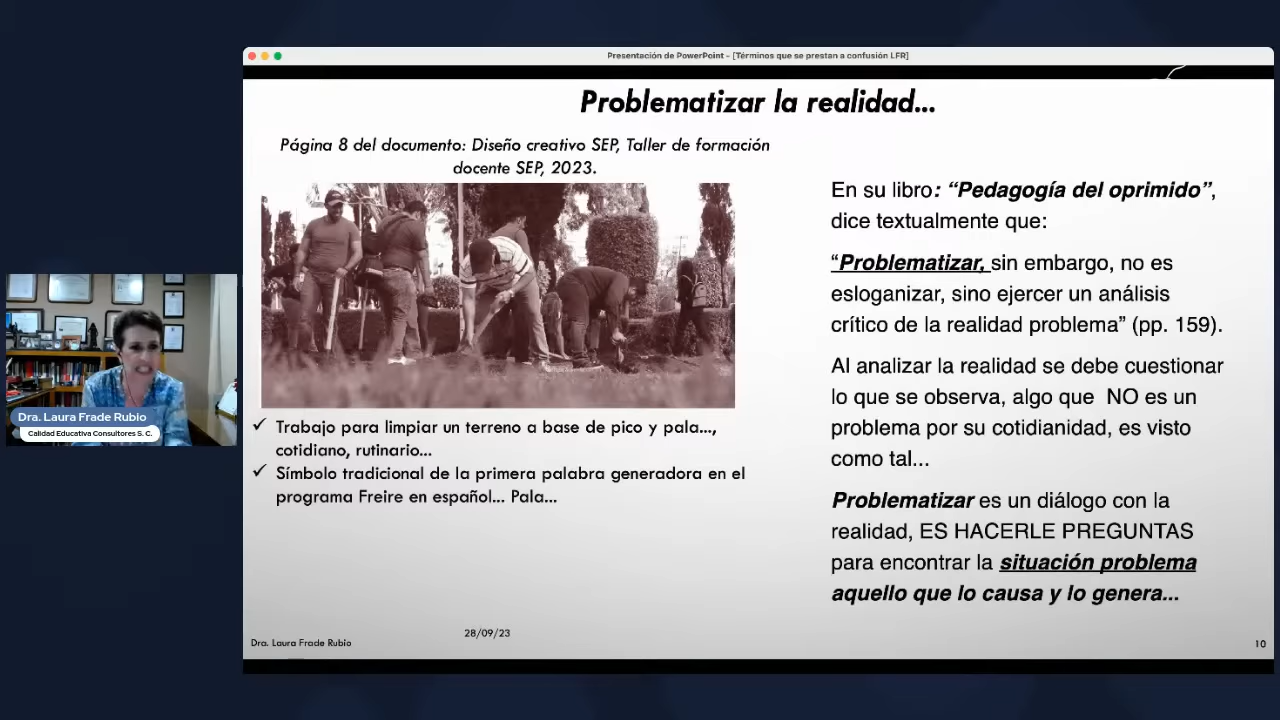 Presentación de PowerPoint - [Términos que se prestan a confusión LFR]
Problematizar la realidad...
Página 8 del documento: Diseño creativo SEP, Taller de formación
docente SEP, 2023.
✓ Trabajo para limpiar un terreno a base de pico y pala...,
cotidiano, rutinario...
✓ Símbolo tradicional de la primera palabra generadora en el
programa Freire en español... Pala...
En su libro: “Pedagogía del oprimido”,
dice textualmente que:
“Problematizar, sin embargo, no es
esloganizar, sino ejercer un análisis
crítico de la realidad problema” (pp. 159).
Al analizar la realidad se debe cuestionar
lo que se observa, algo que NO es un
problema por su cotidianidad, es visto
como tal...
Problematizar es un diálogo con la
realidad, ES HACERLE PREGUNTAS
para encontrar la situación problema
aquello que lo causa y lo genera...
Dra. Laura Frade Rubio
28/09/23
10
Dra. Laura Frade Rubio
Calidad Educativa Consultores S. C.